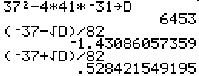 37²-4*41*-31→D
6453
(-37-√D)/82
-1.43086057359
(-37+√D)/82
.528421549195